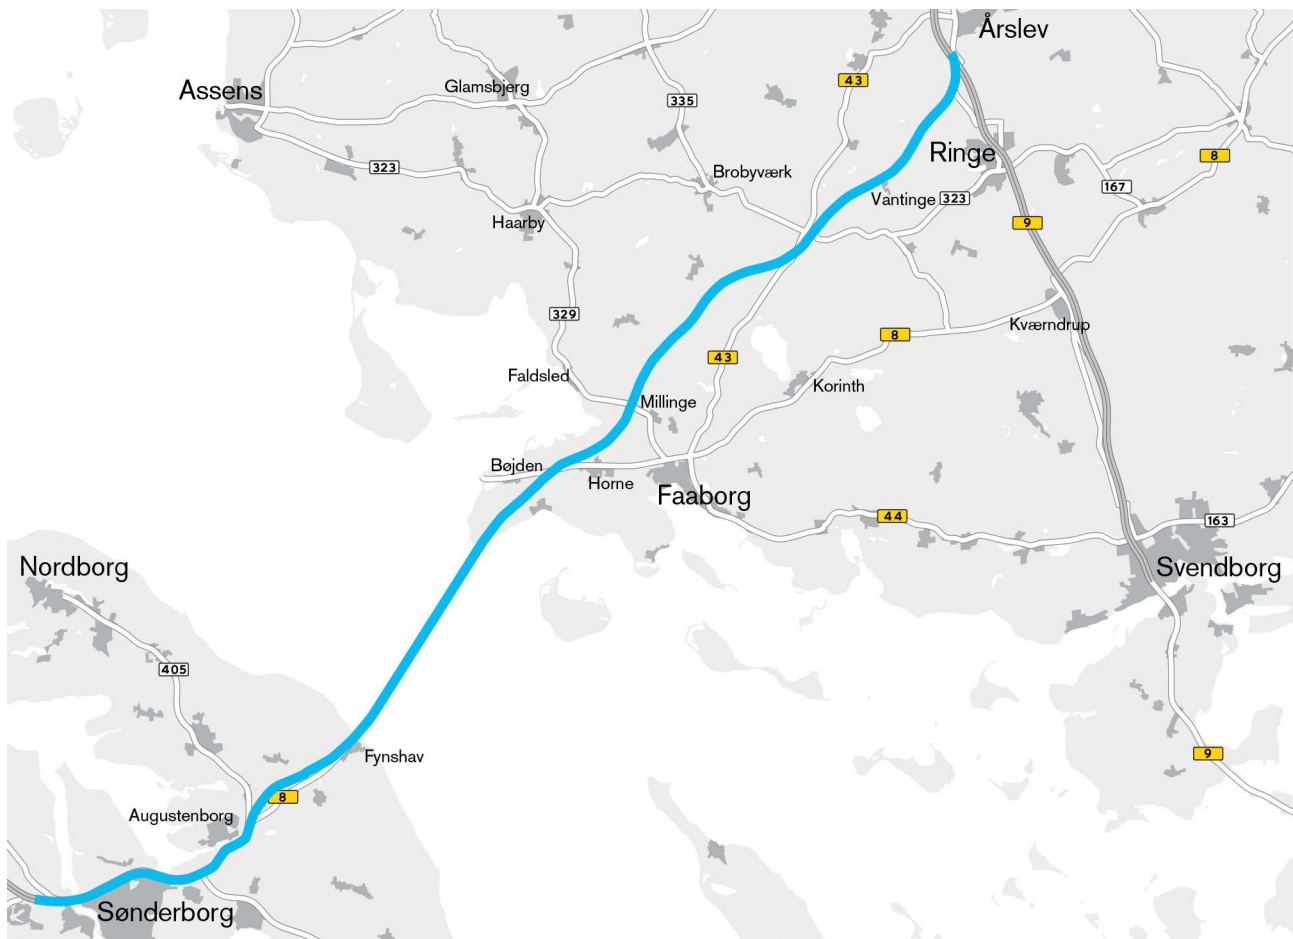 Årslev
43
Assens
Glamsbjerg
335
Ringe
8
323
Brobyværk
167
Vantinge
323
Haarby
9
329
Kværndrup
8
43
Faldsled
Korinth
Millinge
Bøjden
Horne
Faaborg
44
163
Nordborg
Svendborg
405
9
Fynshav
8
Augustenborg
Sønderborg